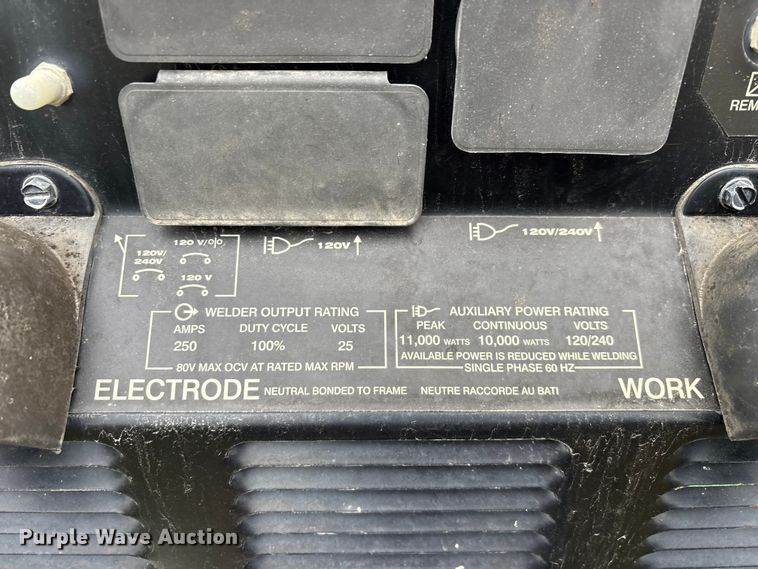 REM
120 V/
120V/
240V
120 V
120V
120V/240V
WELDER OUTPUT RATING
AMPS DUTY CYCLE VOLTS
250 100% 25
80V MAX OCV AT RATED MAX RPM
AUXILIARY POWER RATING
PEAK CONTINUOUS VOLTS
11,000 WATTS 10,000 WATTS 120/240
AVAILABLE POWER IS REDUCED WHILE WELDING
SINGLE PHASE 60 HZ
ELECTRODE NEUTRAL BONDED TO FRAME NEUTRE RACCORDE AU BATI WORK
Purple Wave Auction